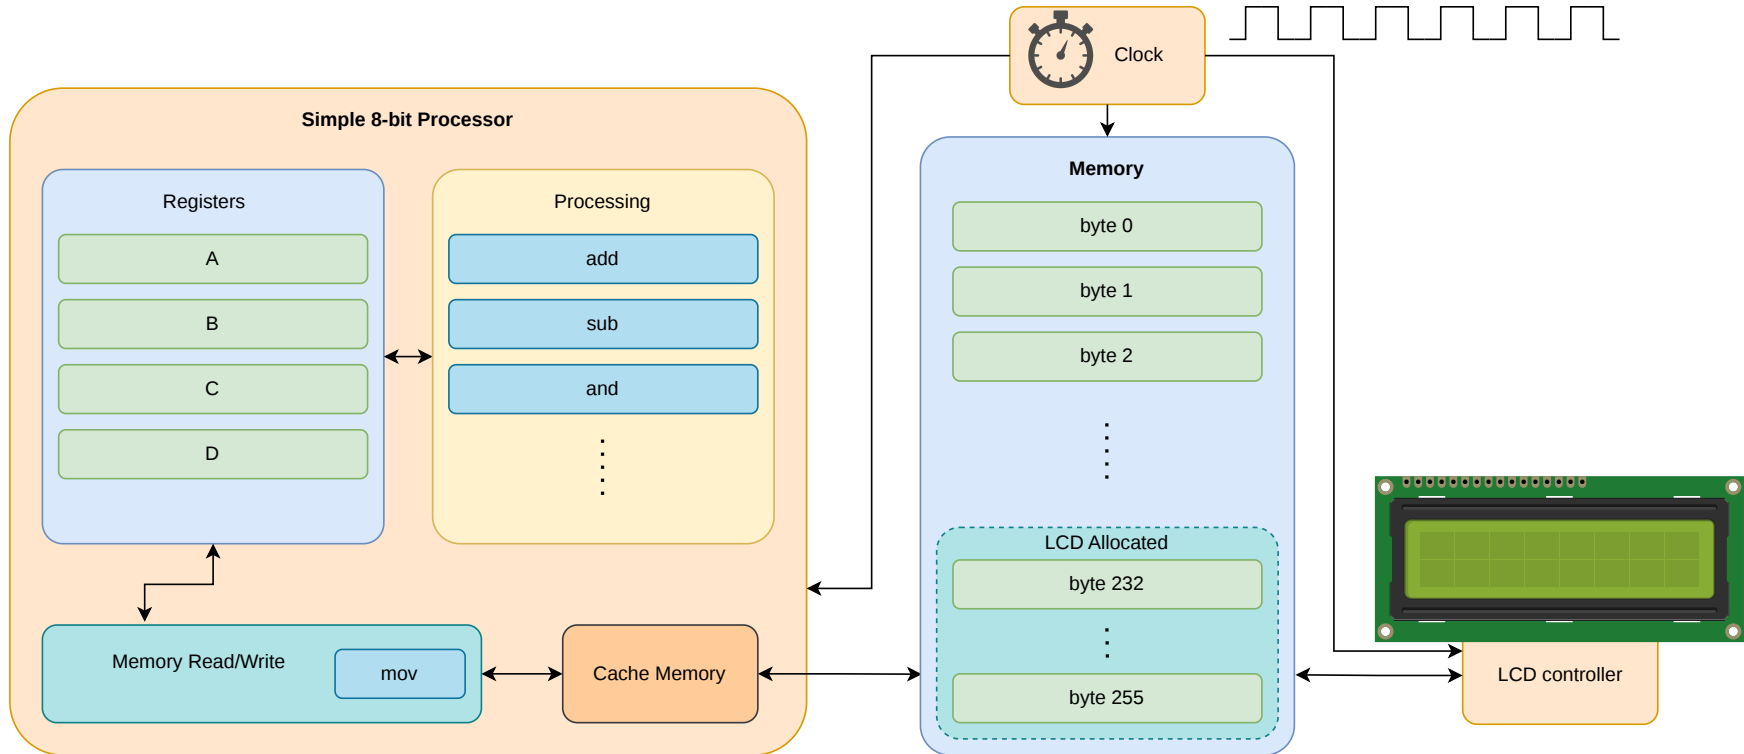 Clock
Simple 8-bit Processor
Registers
A
B
C
D
Processing
add
sub
and
Memory Read/Write
mov
Cache Memory
Memory
byte 0
byte 1
byte 2
LCD Allocated
byte 232
byte 255
LCD controller